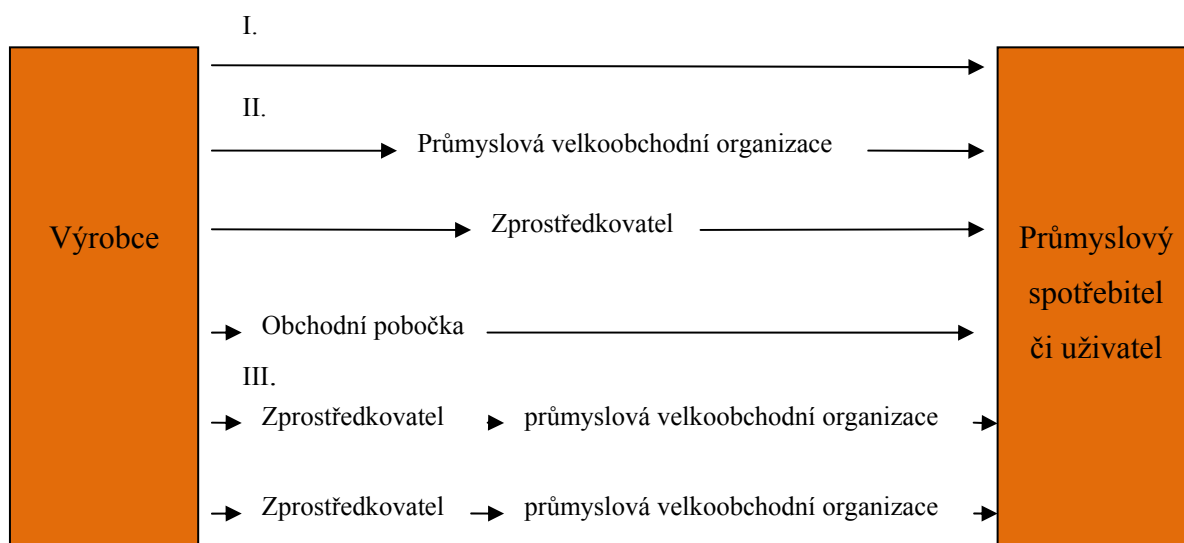 I.
II.
Průmyslová velkoobchodní organizace
Výrobce
Zprostředkovatel
Průmyslový
spotřebitel
či uživatel
Obchodní pobočka
III.
Zprostředkovatel průmyslová velkoobchodní organizace
Zprostředkovatel průmyslová velkoobchodní organizace